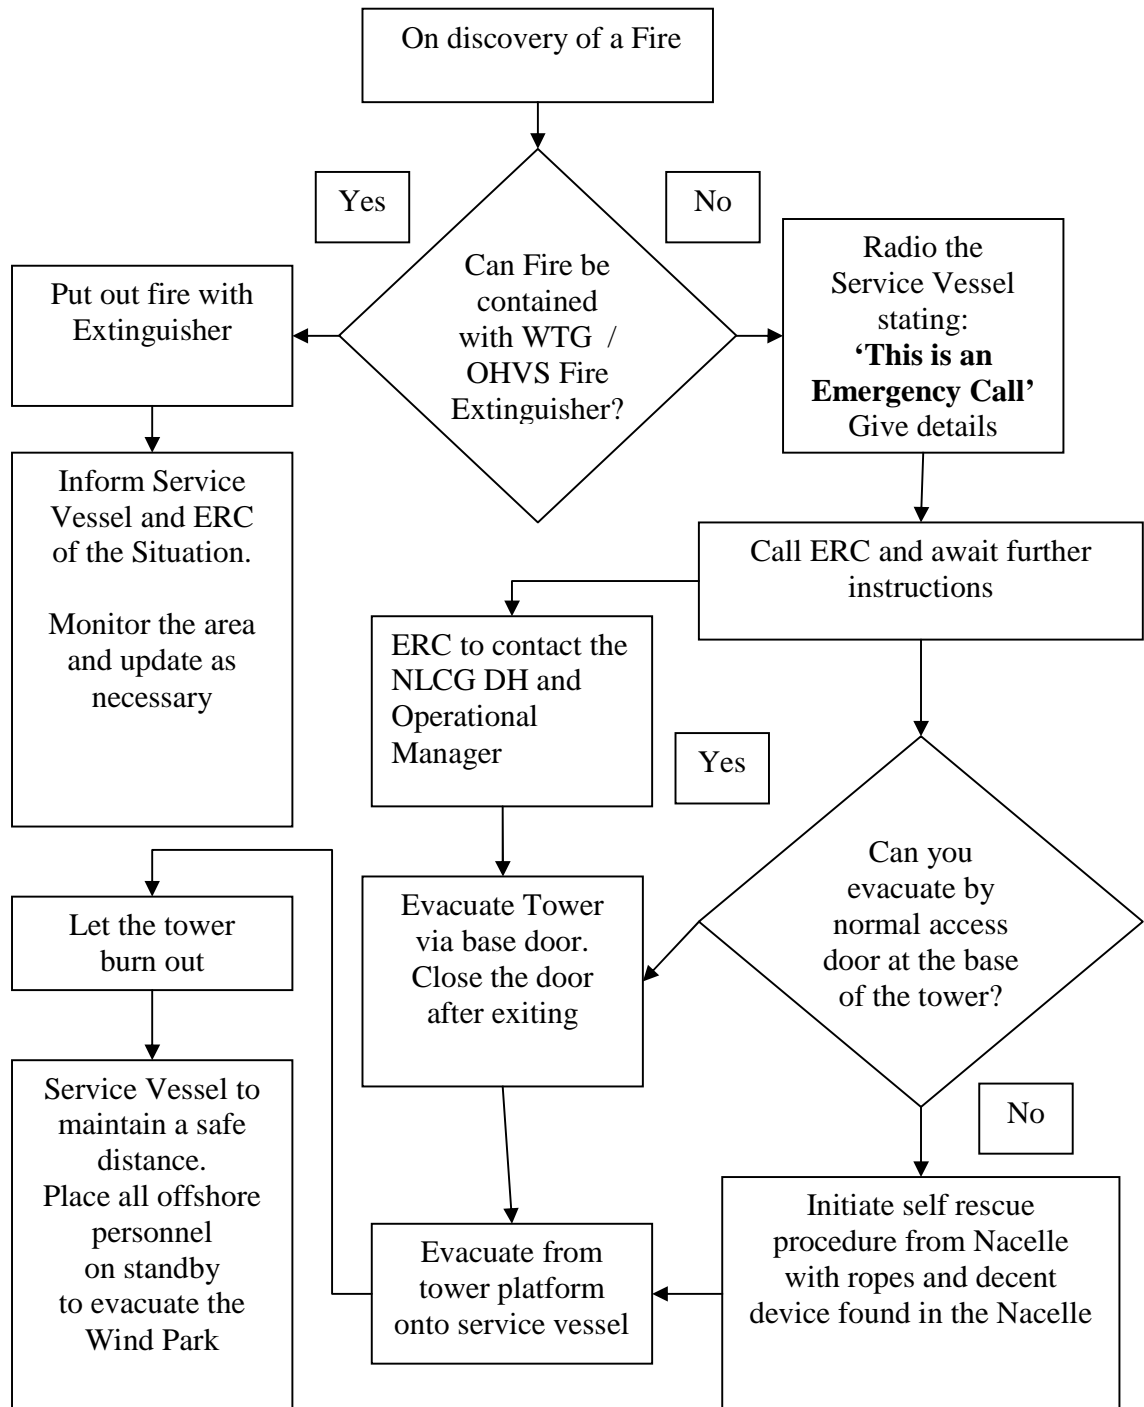 On discovery of a Fire
Yes
No
Can Fire be
contained
with WTG /
OHVS Fire
Extinguisher?
Put out fire with
Extinguisher
Radio the
Service Vessel
stating:
‘This is an
Emergency Call’
Give details
Inform Service
Vessel and ERC
of the Situation.
Monitor the area
and update as
necessary
Call ERC and await further
instructions
ERC to contact the
NLCG DH and
Operational
Manager
Yes
Can you
evacuate by
normal access
door at the base
of the tower?
Evacuate Tower
via base door.
Close the door
after exiting
Let the tower
burn out
No
Service Vessel to
maintain a safe
distance.
Place all offshore
personnel
on standby
to evacuate the
Wind Park
Evacuate from
tower platform
onto service vessel
Initiate self rescue
procedure from Nacelle
with ropes and decent
device found in the Nacelle